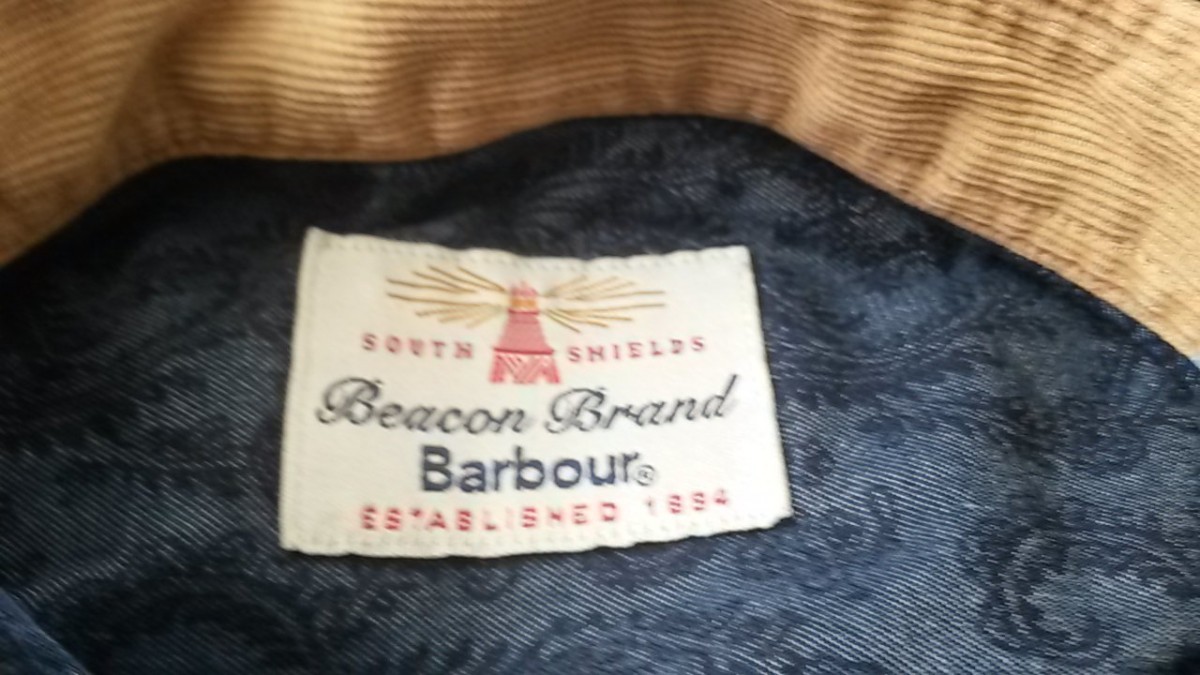 SOUTH SHIELDS
Beacon Brand
Barbour®
ESTABLISHED 1894